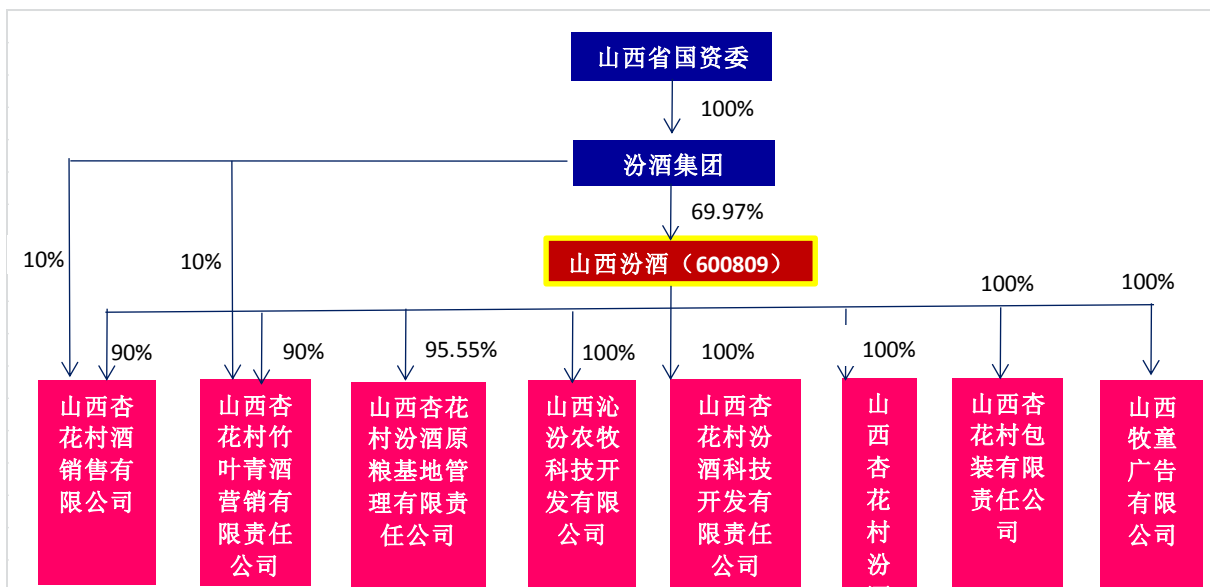 山西省国资委
100%
汾酒集团
69.97%
10%
10%
山西汾酒（600809）
100%
100%
90%
90%
95.55%
100%
100%
100%
山西杏
花村酒
销售有
限公司
山西杏
花村竹
叶青酒
营销有
限责任
公司
山西杏花
村汾酒原
粮基地管
理有限责
任公司
山西沁
汾农牧
科技开
发有限
公司
山西杏
花村汾
酒科技
开发有
限责任
公司
山
西
杏
花
村
汾
山西杏
花村包
装有限
责任公
司
山西
牧童
广告
有限
公司